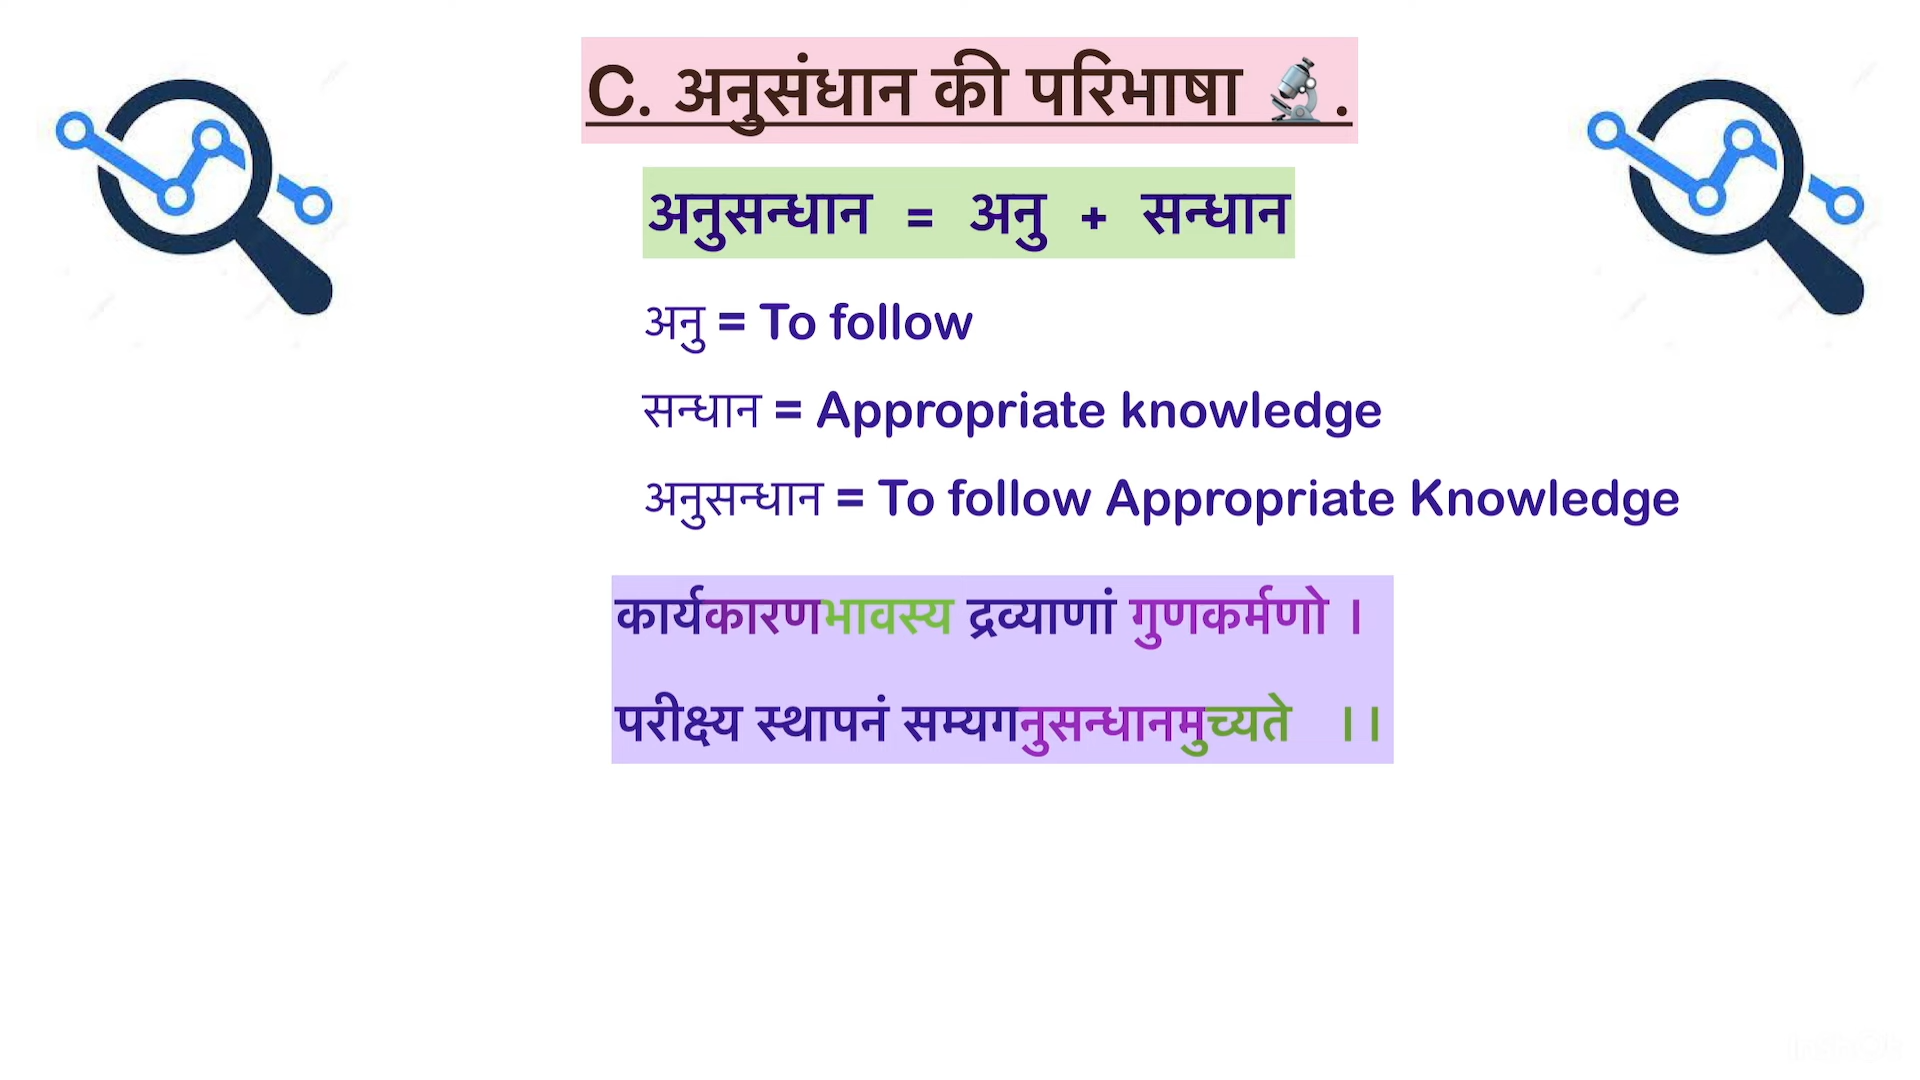 C. अनुसंधान की परिभाषा 🔬.
अनुसन्धान = अनु + सन्धान
अनु = To follow
सन्धान = Appropriate knowledge
अनुसन्धान = To follow Appropriate Knowledge
कार्यकारणभावस्य द्रव्याणां गुणकर्मणो ।
परीक्ष्य स्थापनं सम्यगनुसन्धानमुच्यते ।।